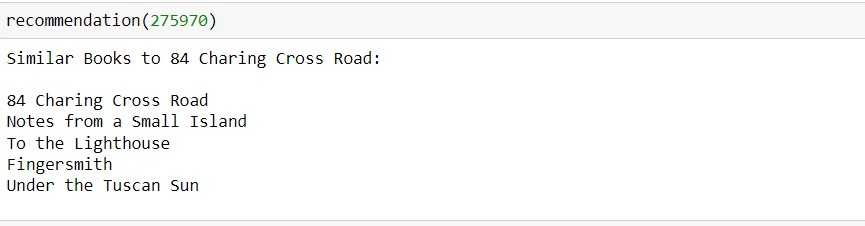 recommendation(275970)
Similar Books to 84 Charing Cross Road:
84 Charing Cross Road
Notes from a Small Island
To the Lighthouse
Fingersmith
Under the Tuscan Sun